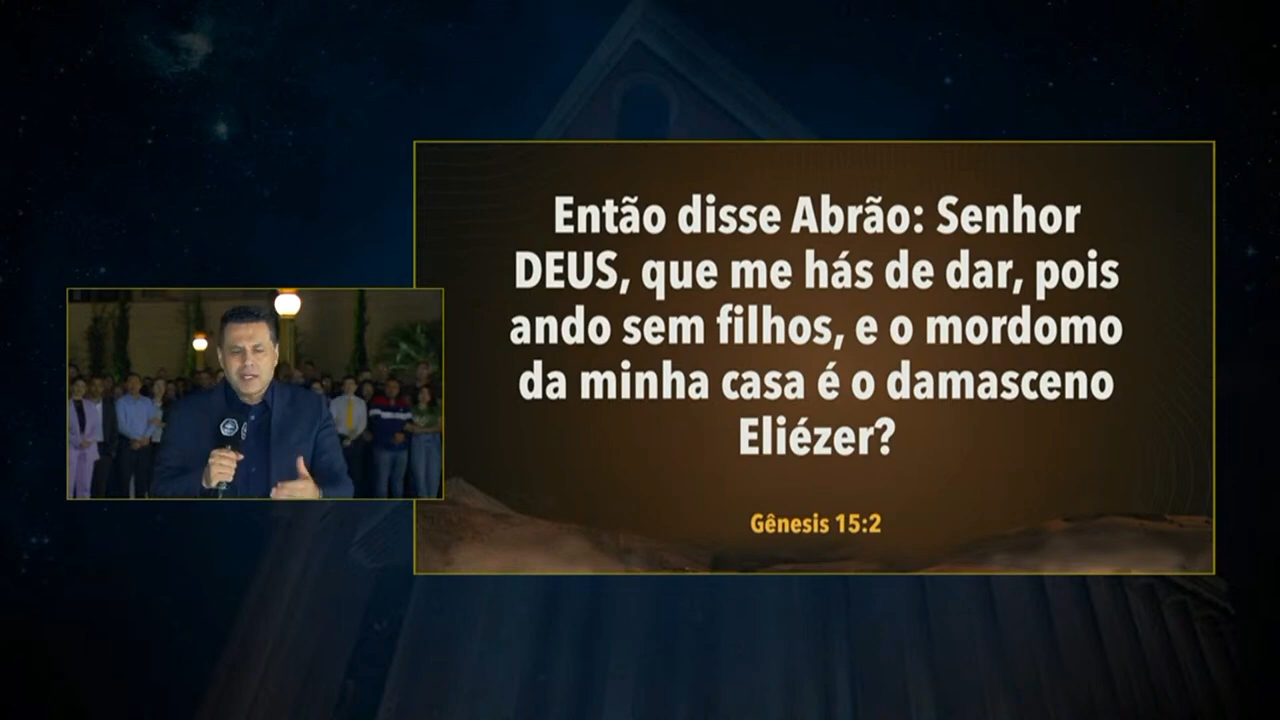 Então disse Abrão: Senhor
DEUS, que me hás de dar, pois
ando sem filhos, e o mordomo
da minha casa é o damasceno
Eliézer?
Gênesis 15:2